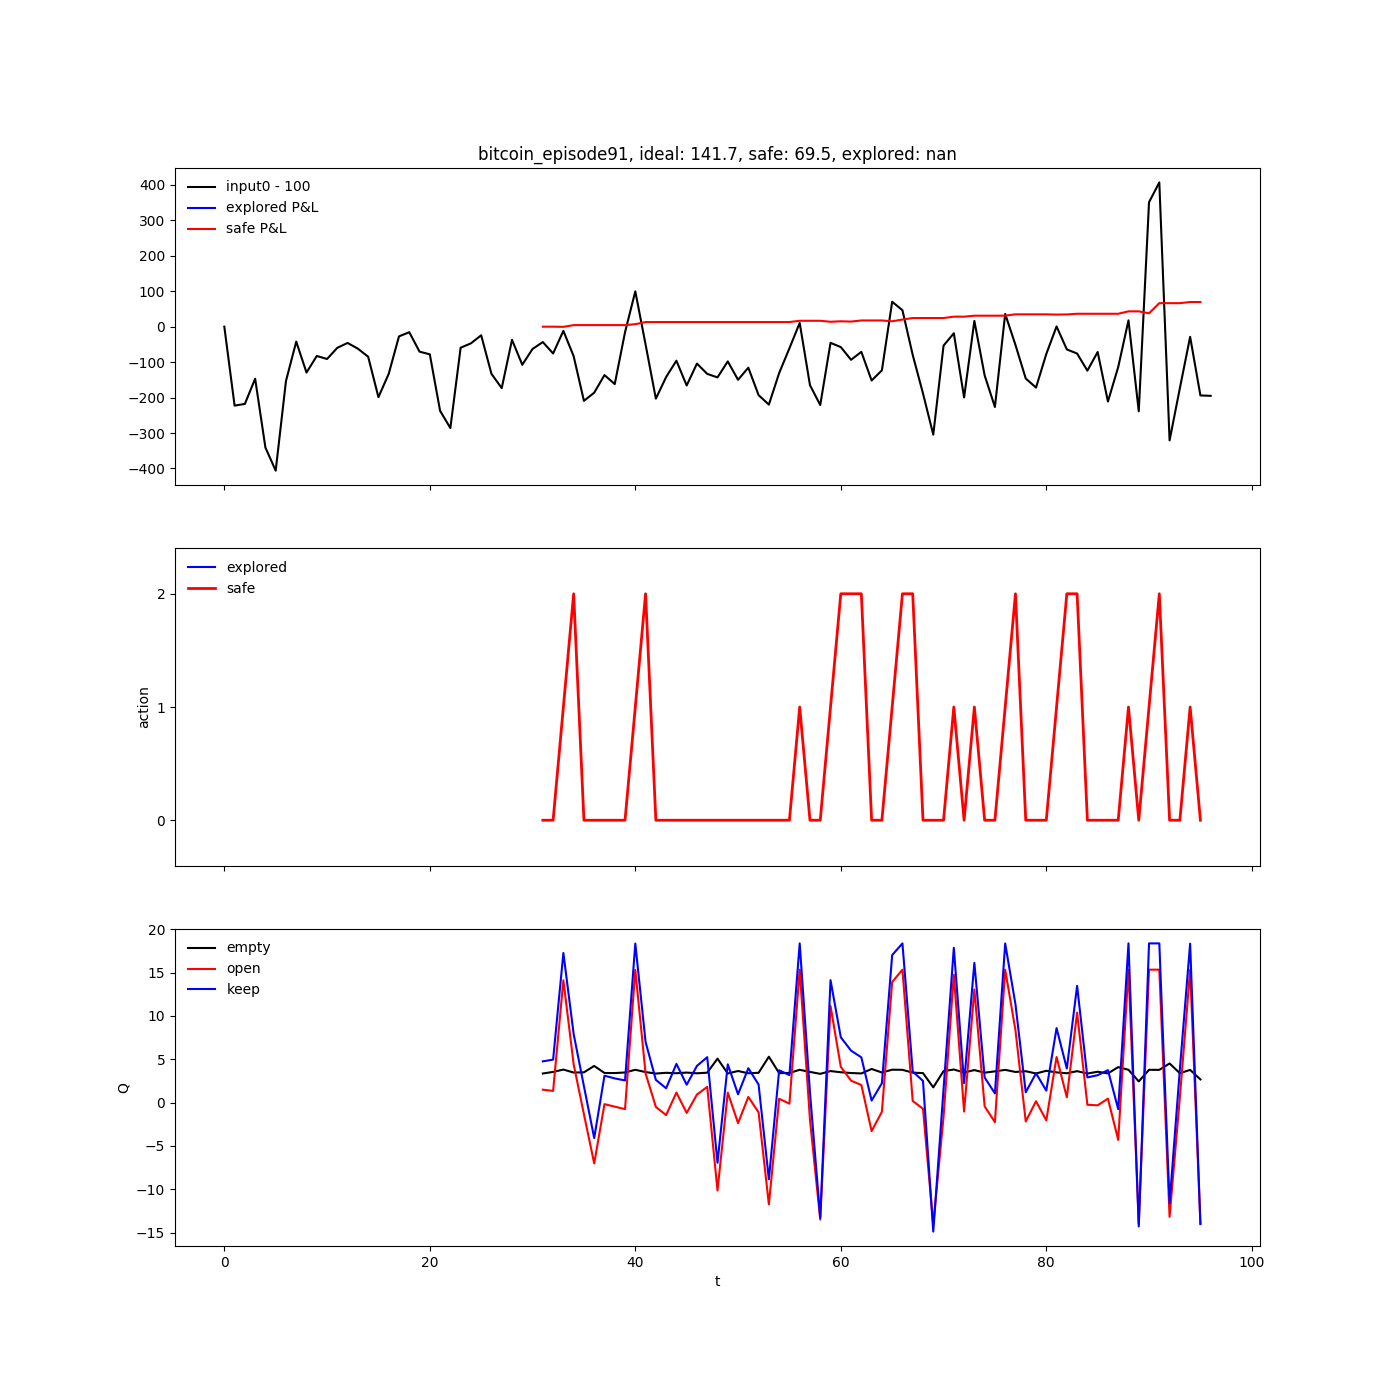 bitcoin_episode91, ideal: 141.7, safe: 69.5, explored: nan
400
300
200
100
0
−100
−200
−300
−400
input0 - 100
explored P&L
safe P&L
2
1
0
action
explored
safe
20
15
10
5
0
−5
−10
−15
Q
empty
open
keep
0 20 40 60 80 100
t